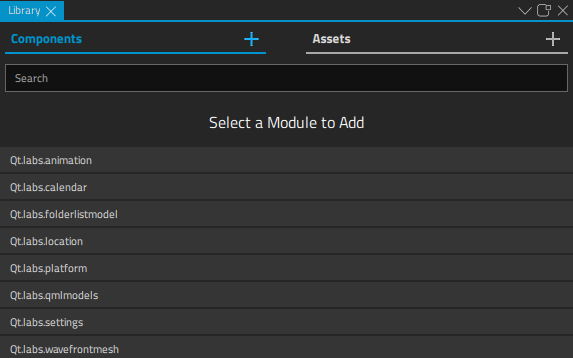 Library
Components
Assets
Search
Select a Module to Add
Qt.labs.animation
Qt.labs.calendar
Qt.labs.folderlistmodel
Qt.labs.location
Qt.labs.platform
Qt.labs.qmlmodels
Qt.labs.settings
Qt.labs.wavefrontmesh